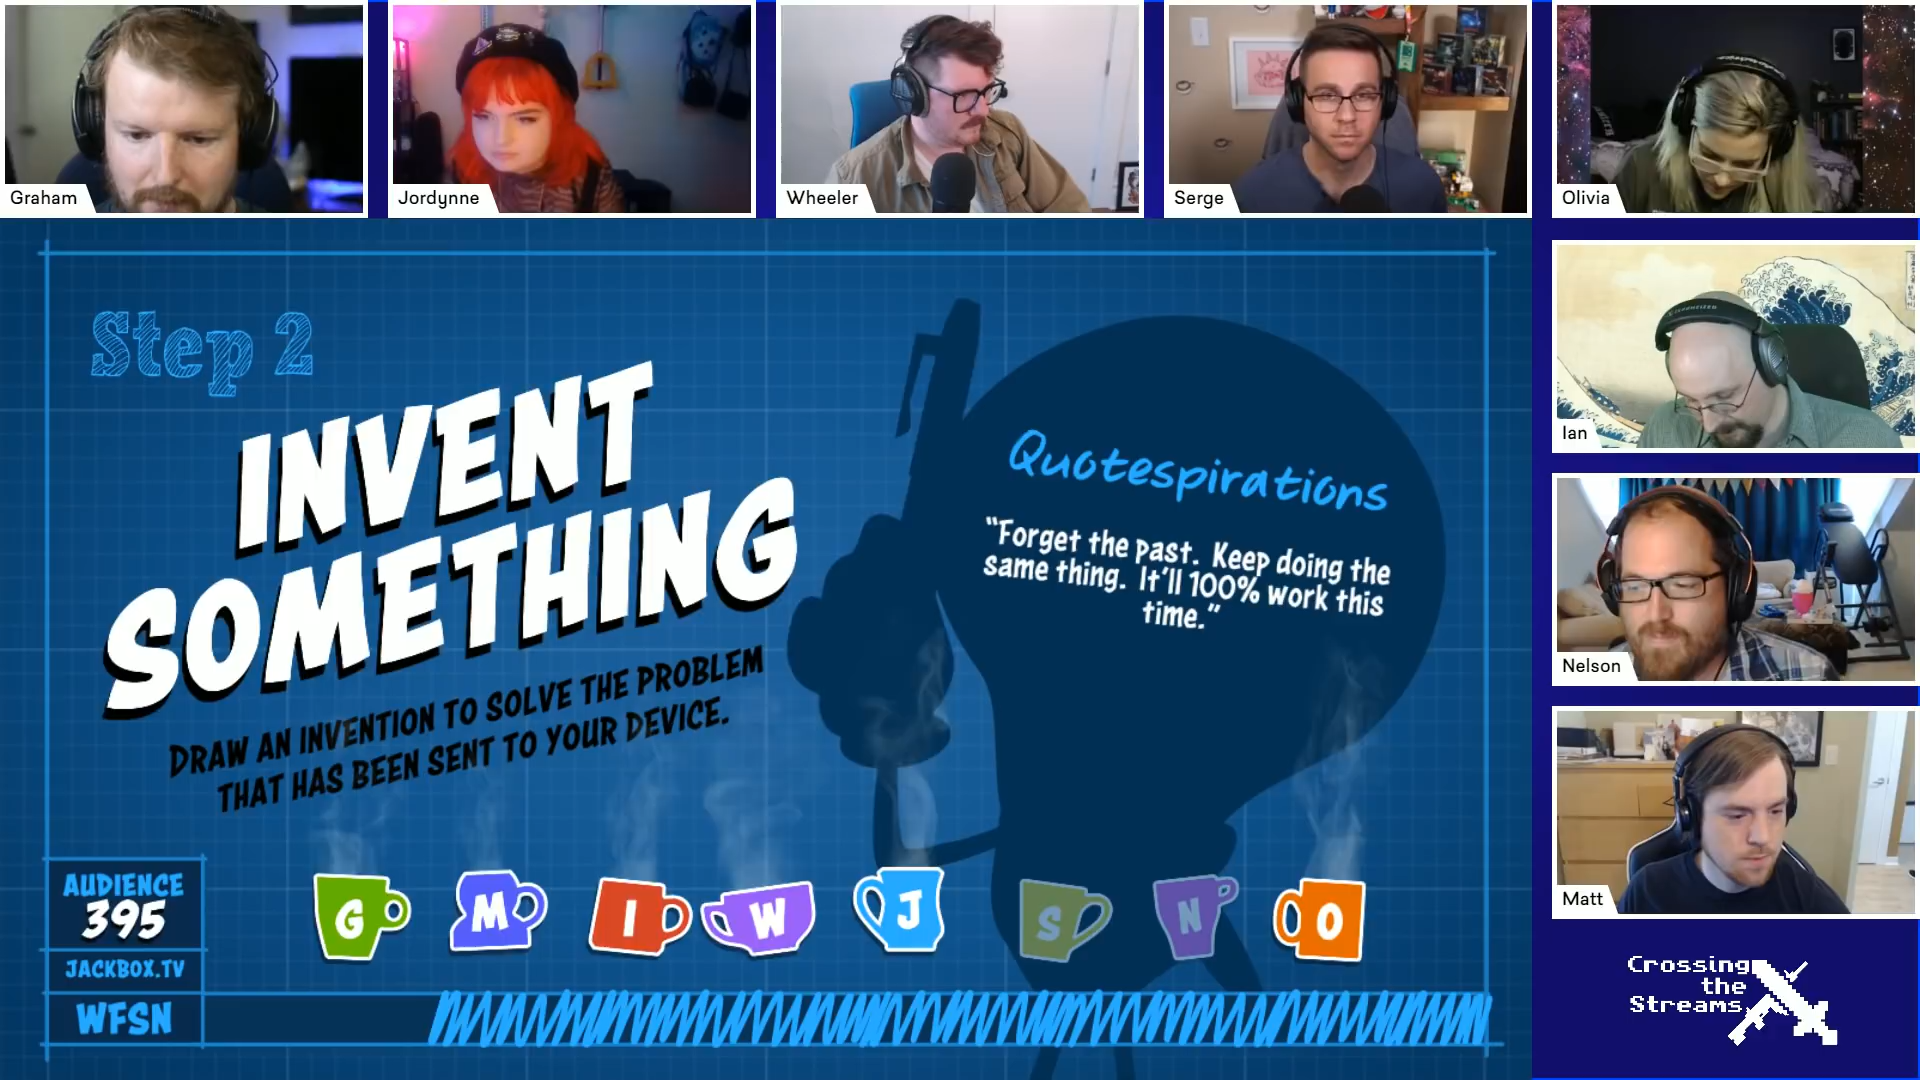 Graham
Jordynne
Wheeler
Serge
Olivia
Ian
Nelson
Matt
Step 2
INVENT
SOMETHING
DRAW AN INVENTION TO SOLVE THE PROBLEM
THAT HAS BEEN SENT TO YOUR DEVICE.
Quotespirations
"Forget the past. Keep doing the
same thing. It'll 100% work this
time."
G M I W J S N O
AUDIENCE
395
JACKBOX.TV
WFSN
Crossing
the
Streams